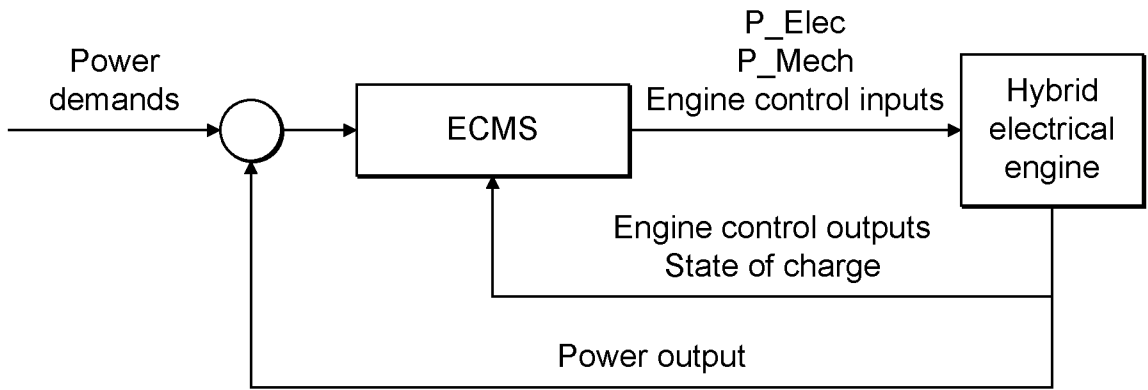 Power
demands
ECMS
P_Elec
P_Mech
Engine control inputs
Hybrid
electrical
engine
Engine control outputs
State of charge
Power output